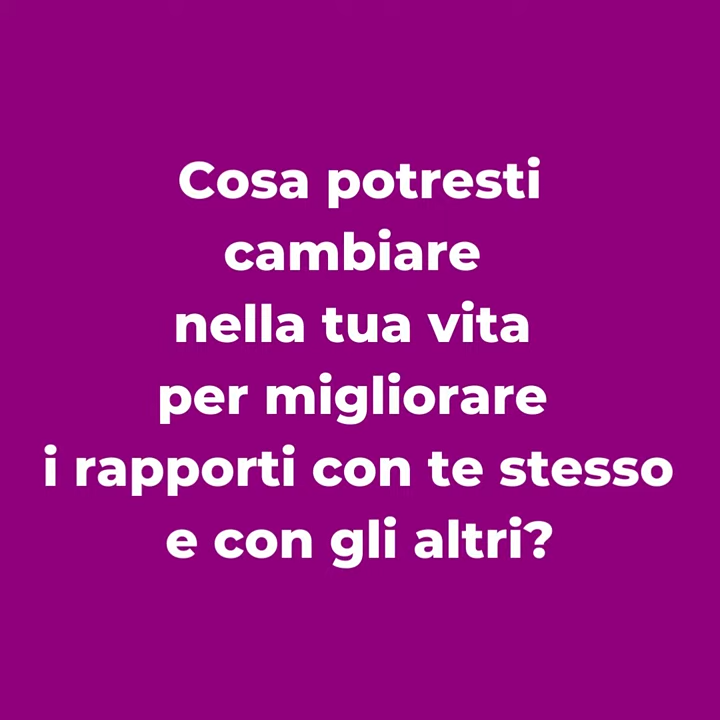 Cosa potresti
cambiare
nella tua vita
per migliorare
i rapporti con te stesso
e con gli altri?